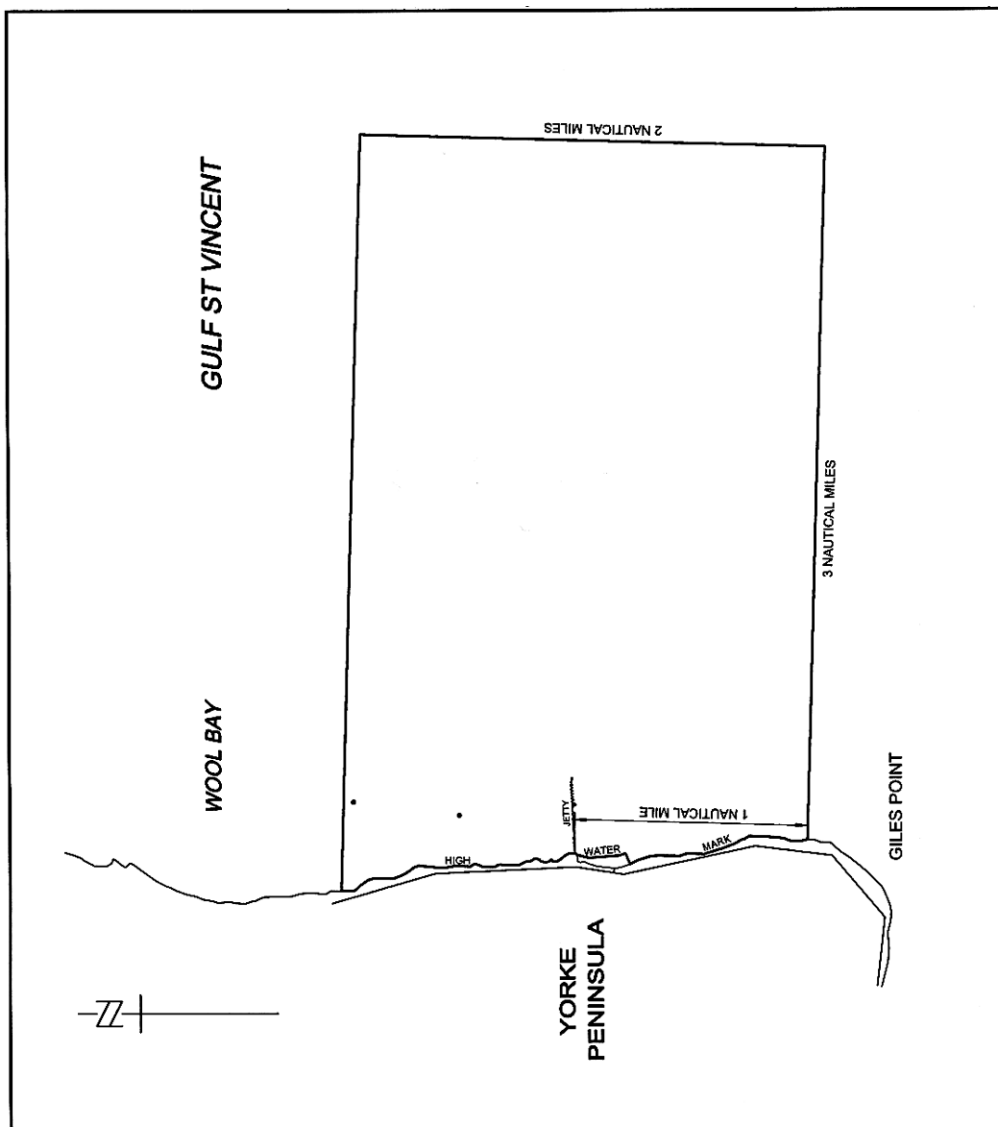 2 NAUTICAL MILES
GULF ST VINCENT
3 NAUTICAL MILES
WOOL BAY
JETTY
1 NAUTICAL MILE
HIGH
WATER
MARK
GILES POINT
YORKE
PENINSULA
N